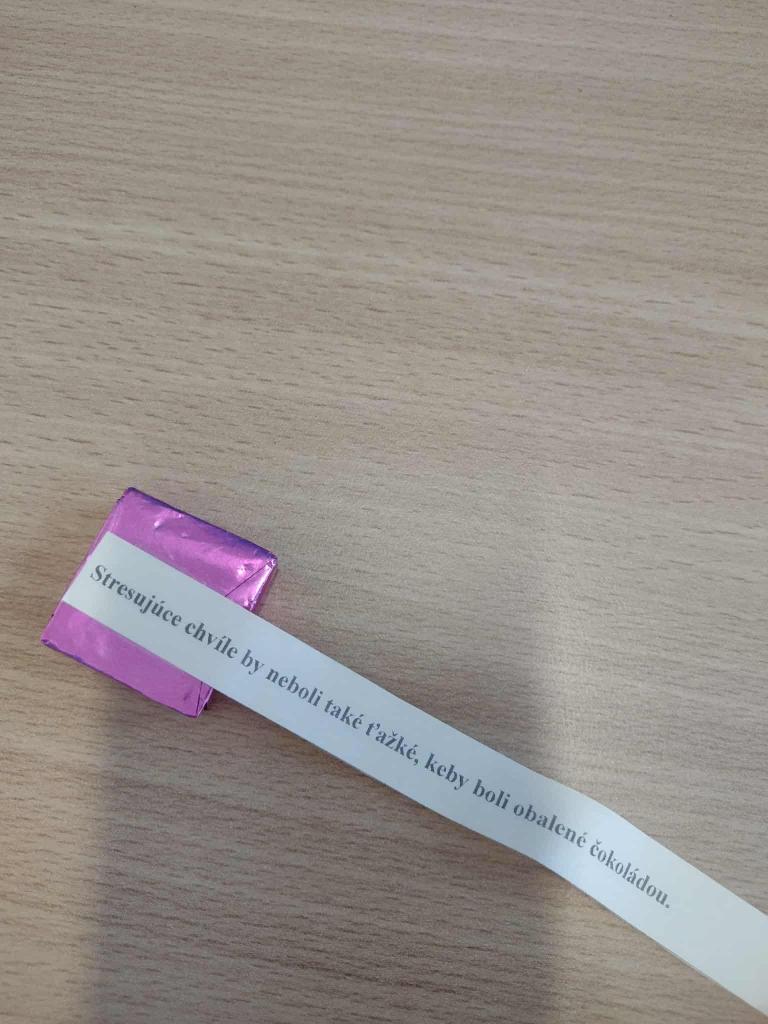 Stresujúce chvíle by neboli také ťažké, keby boli obalené čokoládou.